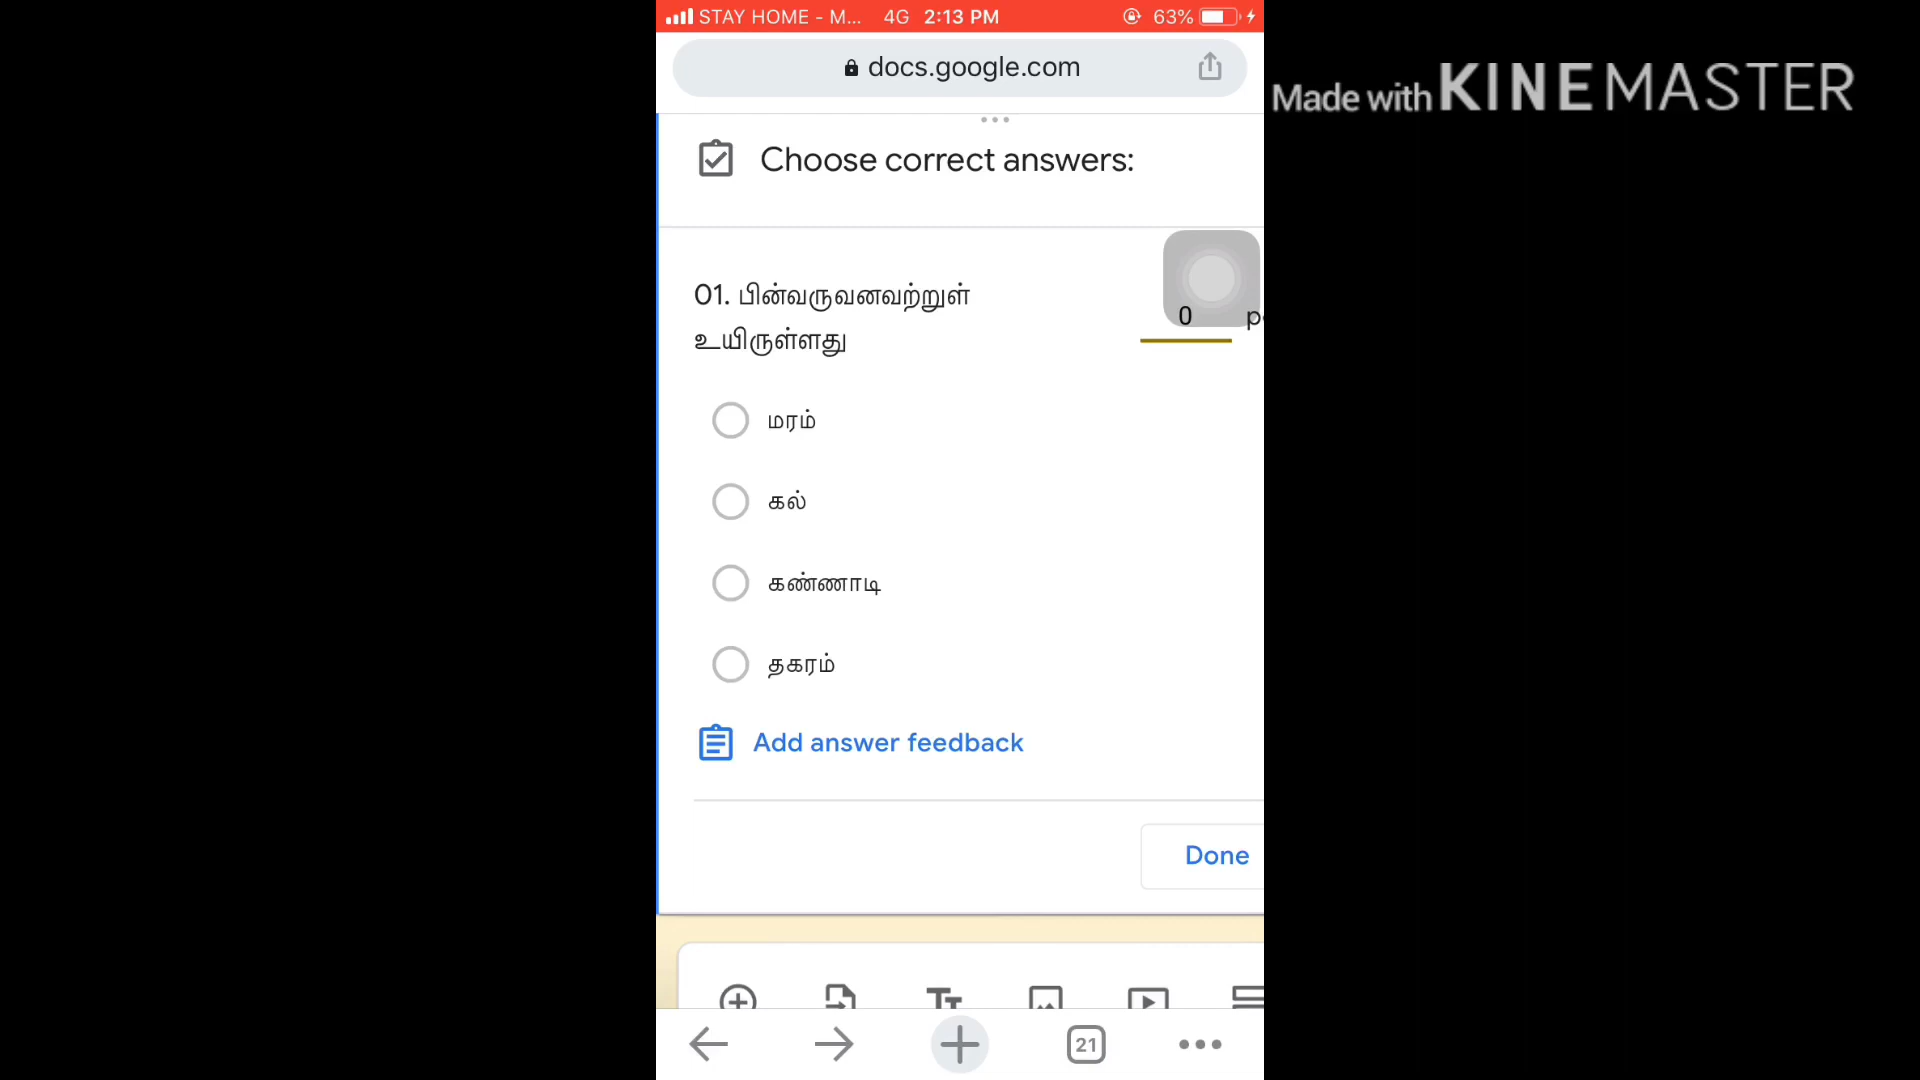 STAY HOME - M... 4G 2:13 PM 63%
Made with KINEMASTER
docs.google.com
Choose correct answers:
01. பின்வருவனவற்றுள்
உயிருள்ளது
0
மரம்
கல்
கண்ணாடி
தகரம்
Add answer feedback
Done
Tт
21